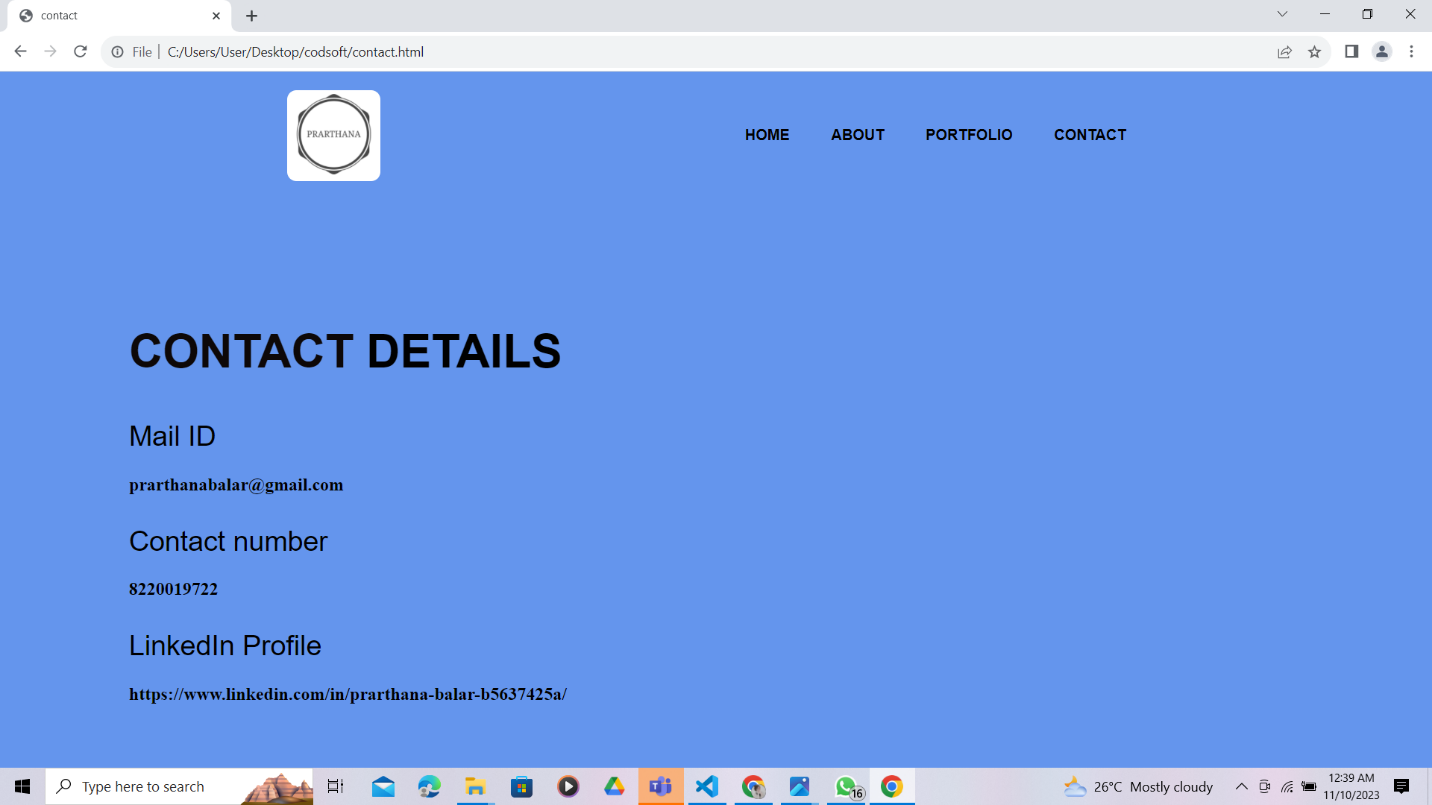 contact
File | C:/Users/User/Desktop/codsoft/contact.html
PRARTHANA
HOME ABOUT PORTFOLIO CONTACT
CONTACT DETAILS
Mail ID
prarthanabalar@gmail.com
Contact number
8220019722
LinkedIn Profile
https://www.linkedin.com/in/prarthana-balar-b5637425a/
Type here to search
16
26°C Mostly cloudy
12:39 AM
11/10/2023